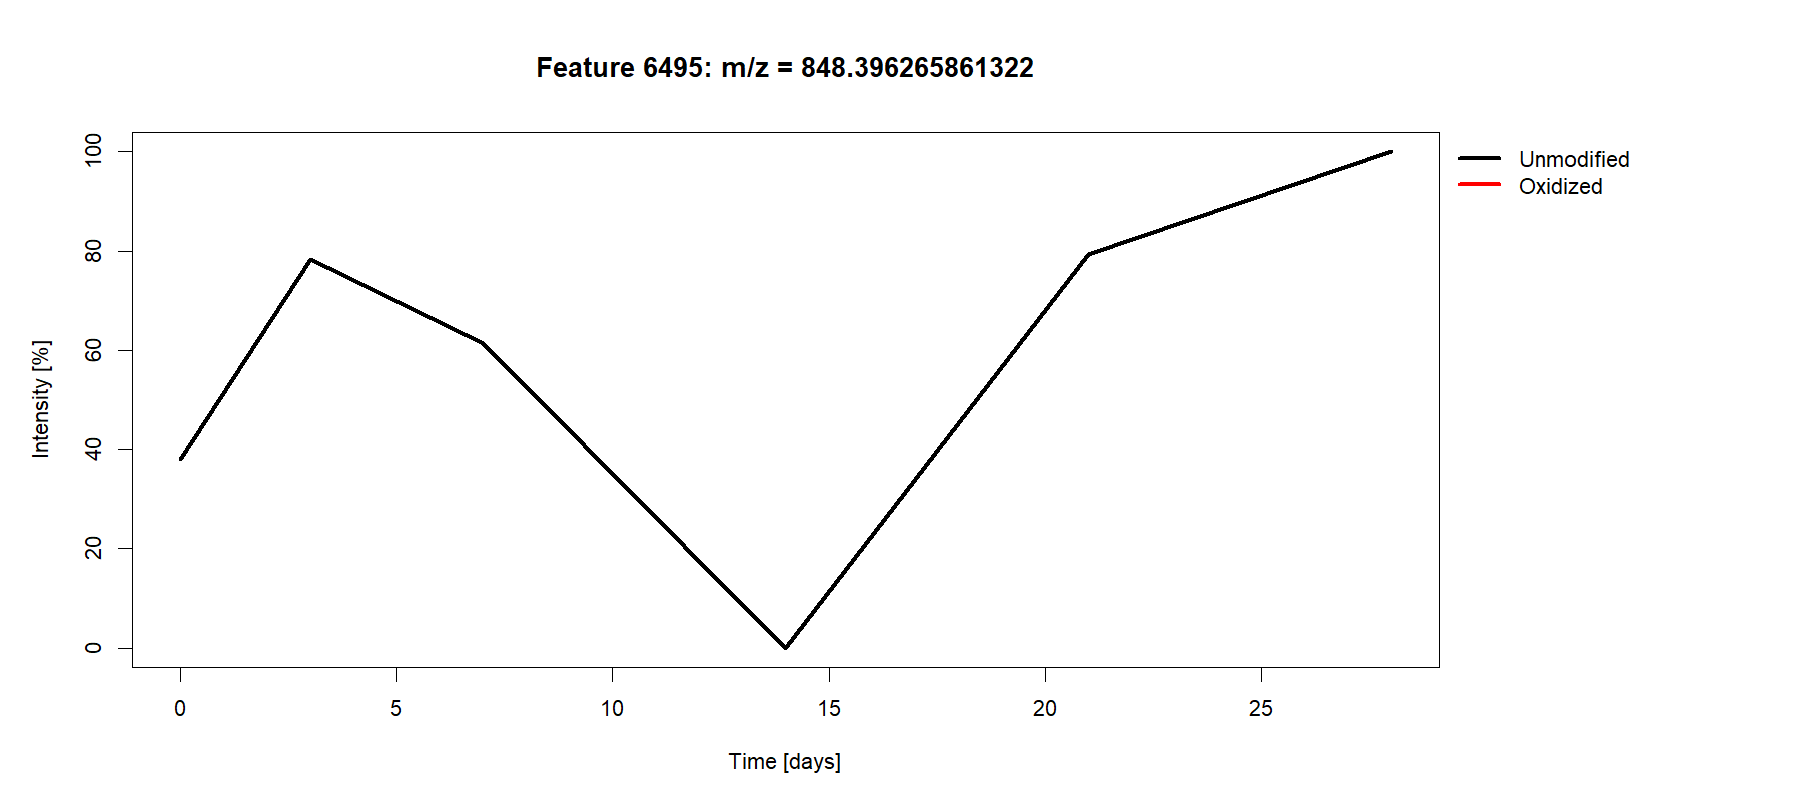 Feature 6495: m/z = 848.396265861322
Unmodified
Oxidized
Intensity [%]
100
80
60
40
20
0
0 5 10 15 20 25
Time [days]